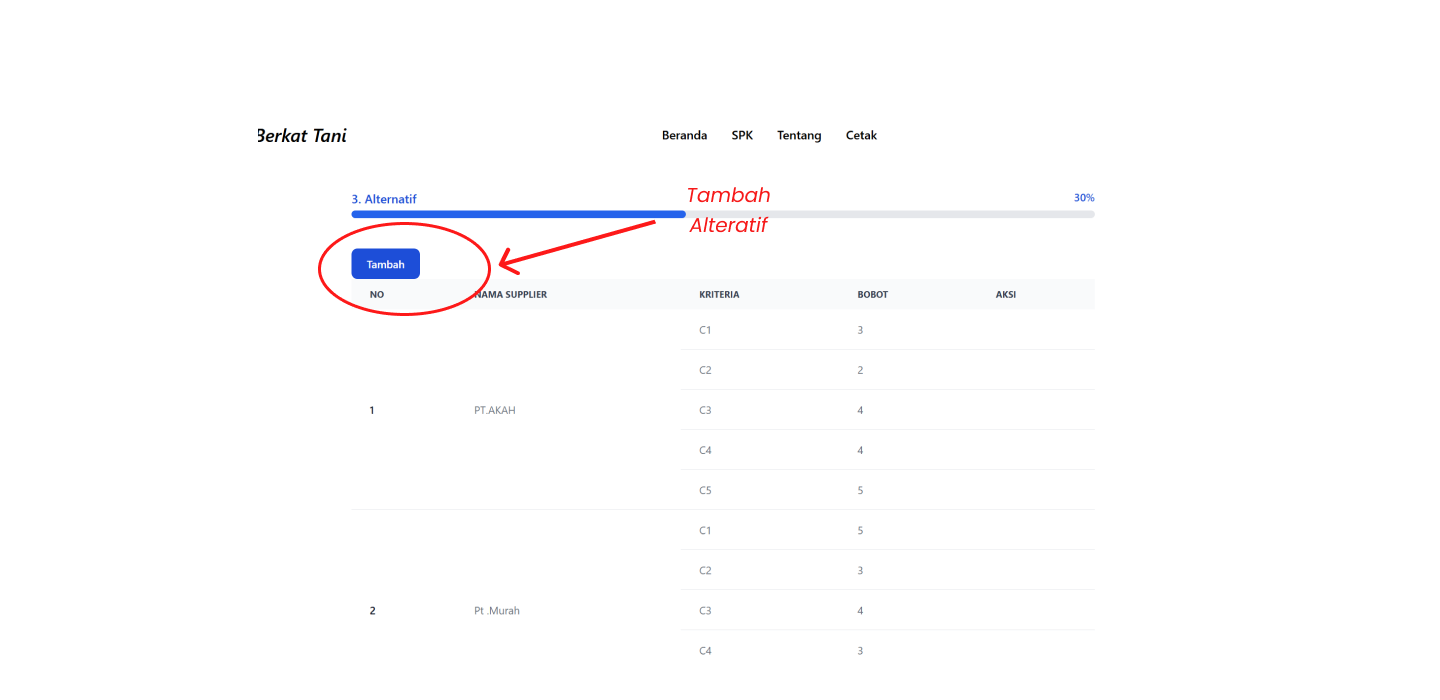 Berkat Tani
Beranda SPK Tentang Cetak
3. Alternatif
30%
Tambah
Alteratif
Tambah
NO NAMA SUPPLIER KRITERIA BOBOT AKSI
C1 3
C2 2
1 PT.AKAH C3 4
C4 4
C5 5
C1 5
C2 3
2 Pt .Murah C3 4
C4 3